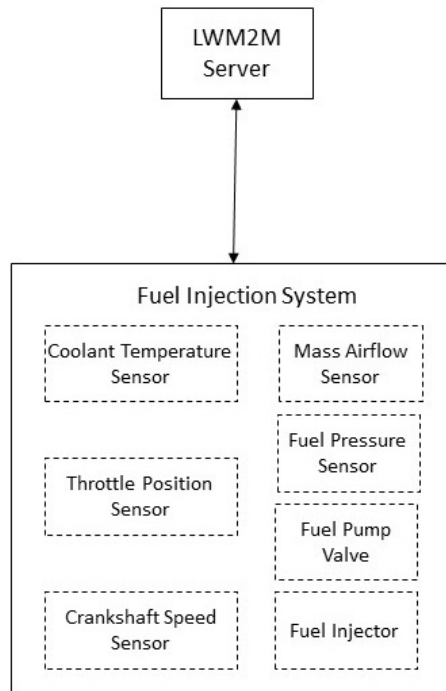 LWM2M
Server
Fuel Injection System
Coolant Temperature
Sensor
Mass Airflow
Sensor
Fuel Pressure
Sensor
Throttle Position
Sensor
Fuel Pump
Valve
Crankshaft Speed
Sensor
Fuel Injector